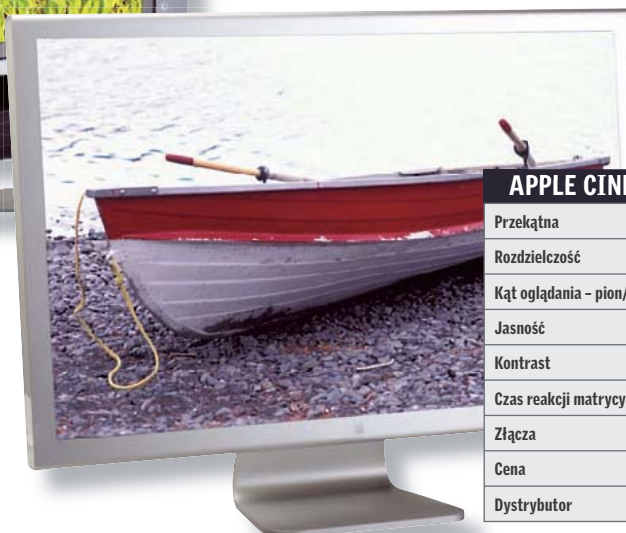 APPLE CINE
Przekątna
Rozdzielczość
Kąt oglądania – pion/
Jasność
Kontrast
Czas reakcji matrycy
Złącza
Cena
Dystrybutor